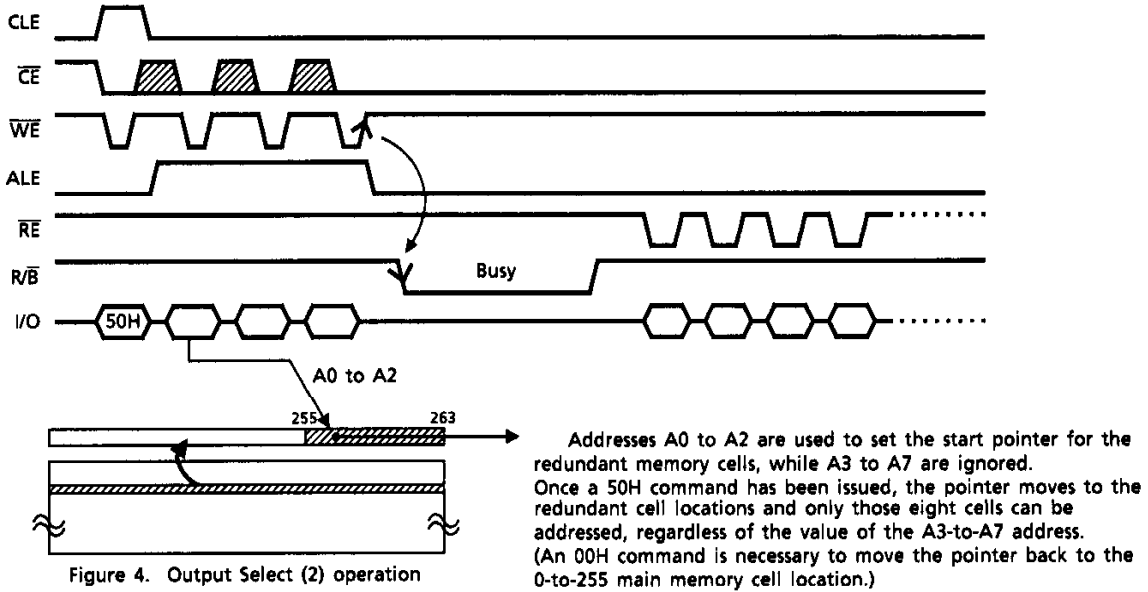 CLE
CE
WE
ALE
RE
R/B
Busy
I/O
50H
A0 to A2
255
263
Addresses A0 to A2 are used to set the start pointer for the
redundant memory cells, while A3 to A7 are ignored.
Once a 50H command has been issued, the pointer moves to the
redundant cell locations and only those eight cells can be
addressed, regardless of the value of the A3-to-A7 address.
(An 00H command is necessary to move the pointer back to the
0-to-255 main memory cell location.)
Figure 4. Output Select (2) operation